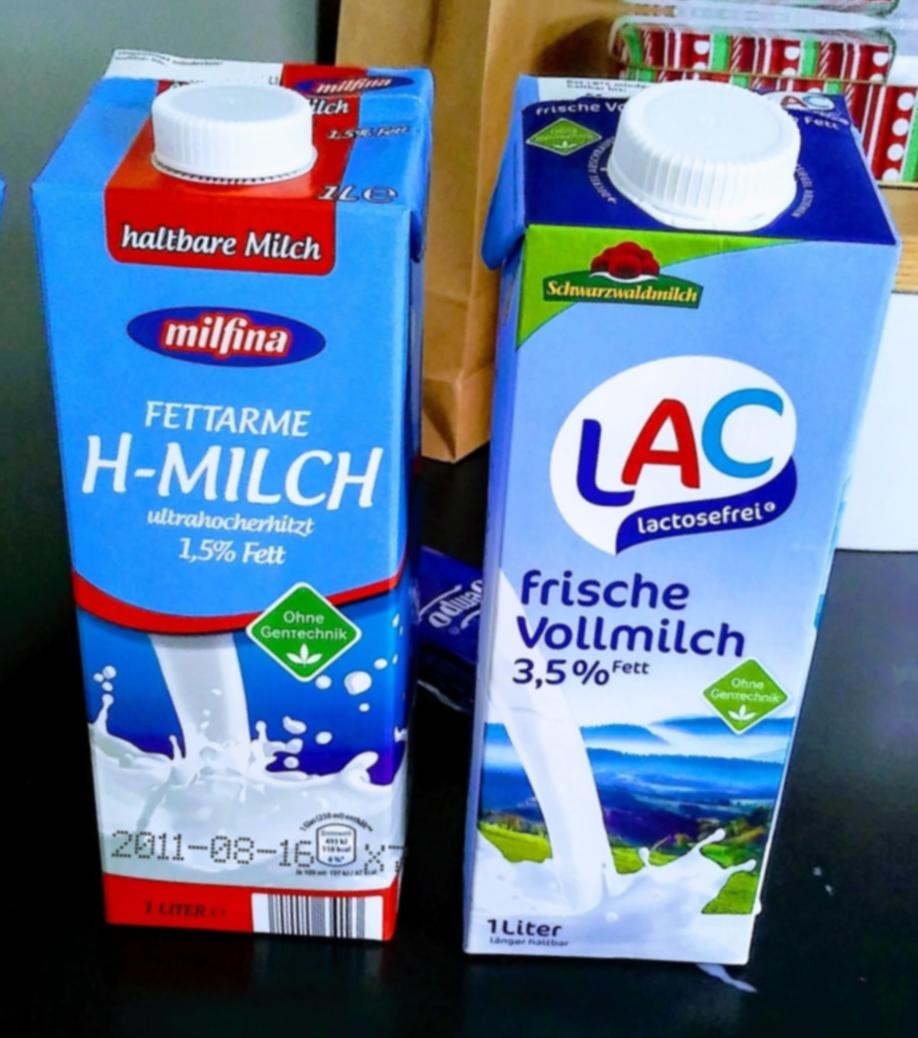 milfina
1,5% Fett
1L e
haltbare Milch
milfina
FETTARME
H-MILCH
ultrahocherhitzt
1,5% Fett
Ohne
Gentechnik
2011-08-16
1 LITER
frische Vo
Fett
Schwarzwaldmilch
LAC
lactosefrei
frische
Vollmilch
3,5% Fett
Ohne
Gentechnik
1 Liter
länger haltbar
Tempo